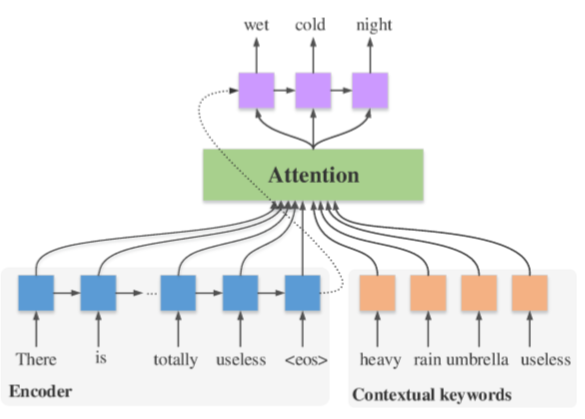 wet cold night
Attention
There is ... totally useless <eos> heavy rain umbrella useless
Encoder
Contextual keywords